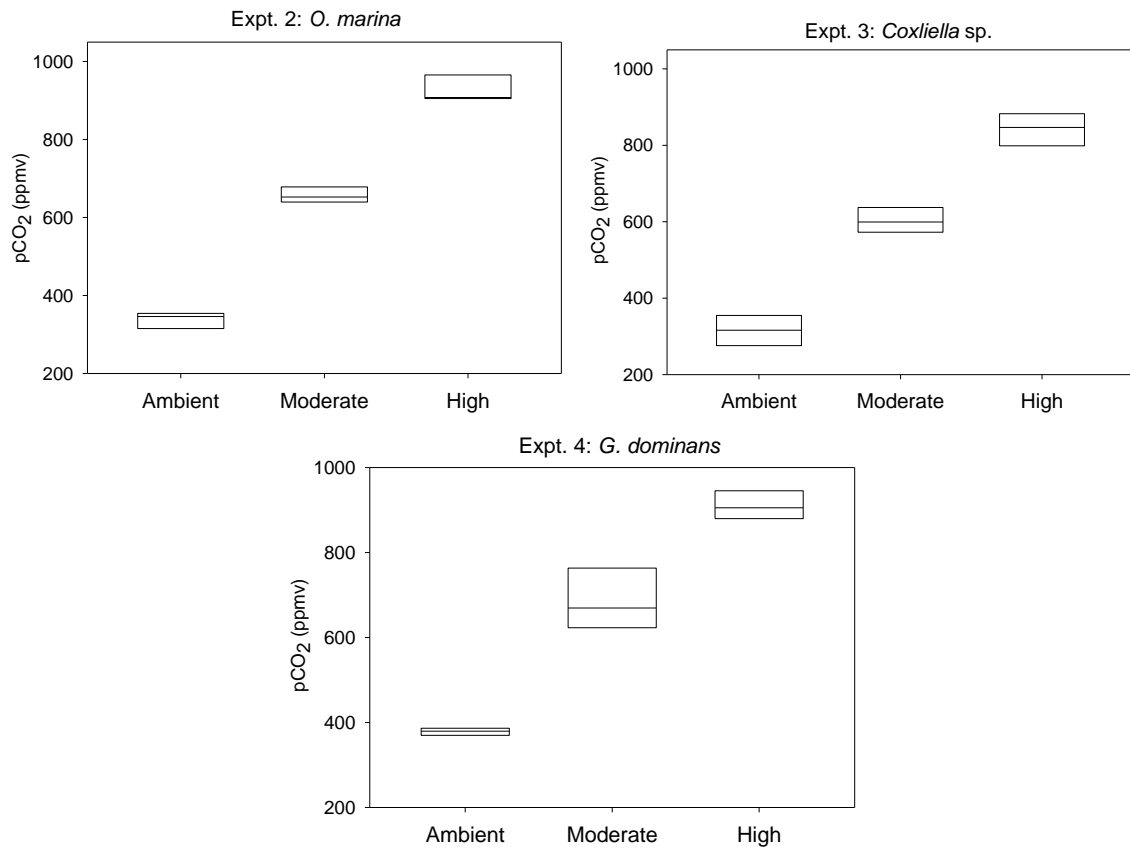 Expt. 2: O. marina
pCO2 (ppmv)
1000
800
600
400
200
Ambient Moderate High
Expt. 3: Coxliella sp.
pCO2 (ppmv)
1000
800
600
400
200
Ambient Moderate High
Expt. 4: G. dominans
pCO2 (ppmv)
1000
800
600
400
200
Ambient Moderate High